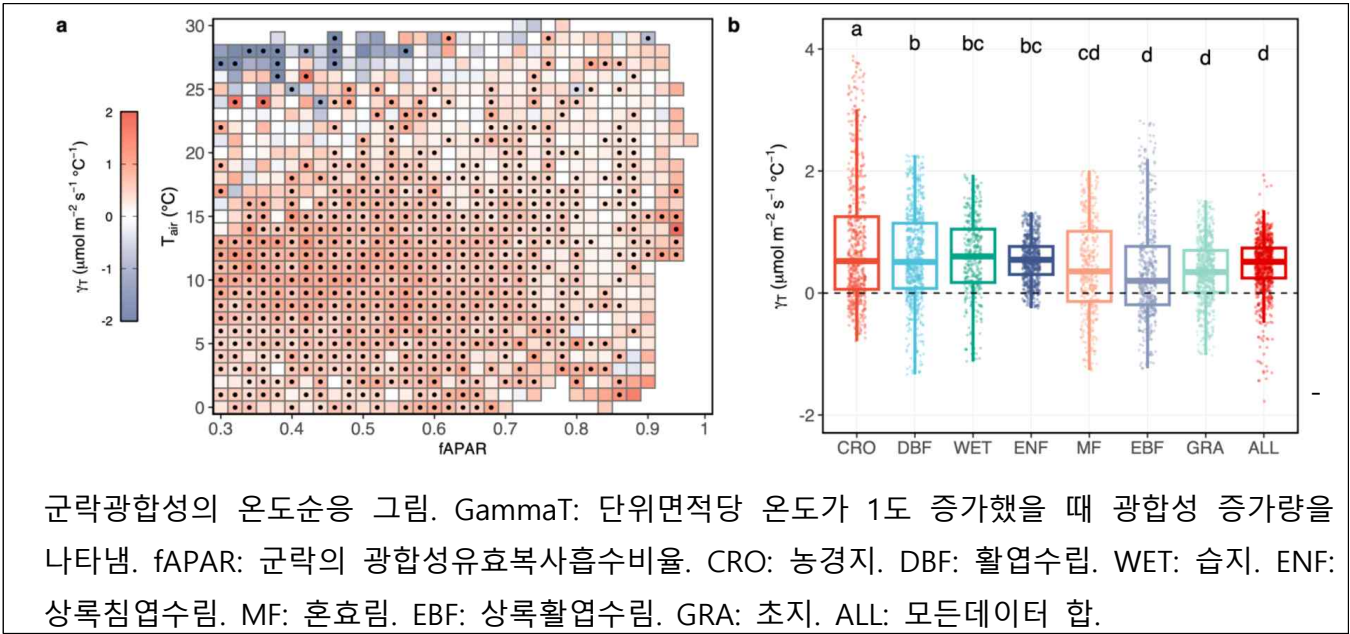 a
b
γT (μmol m−2 s−1 °C−1)
2
1
0
-1
-2
Tair (°C)
30
25
20
15
10
5
0
0.3 0.4 0.5 0.6 0.7 0.8 0.9 1
fAPAR
γT (μmol m−2 s−1 °C−1)
4
2
0
-2
a b bc bc cd d d d
CRO DBF WET ENF MF EBF GRA ALL
-
군락광합성의 온도순응 그림. GammaT: 단위면적당 온도가 1도 증가했을 때 광합성 증가량을
나타냄. fAPAR: 군락의 광합성유효복사흡수비율. CRO: 농경지. DBF: 활엽수립. WET: 습지. ENF:
상록침엽수림. MF: 혼효림. EBF: 상록활엽수림. GRA: 초지. ALL: 모든데이터 합.